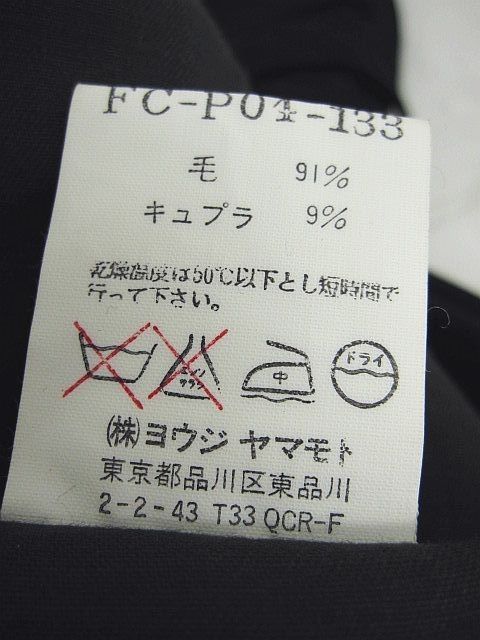 FC-P04-133
毛 91%
キュプラ 9%
乾燥温度は50℃以下とし短時間で
行って下さい。
中 ドライ
(株)ヨウジ ヤマモト
東京都品川区東品川
2-2-43 T33 QCR-F